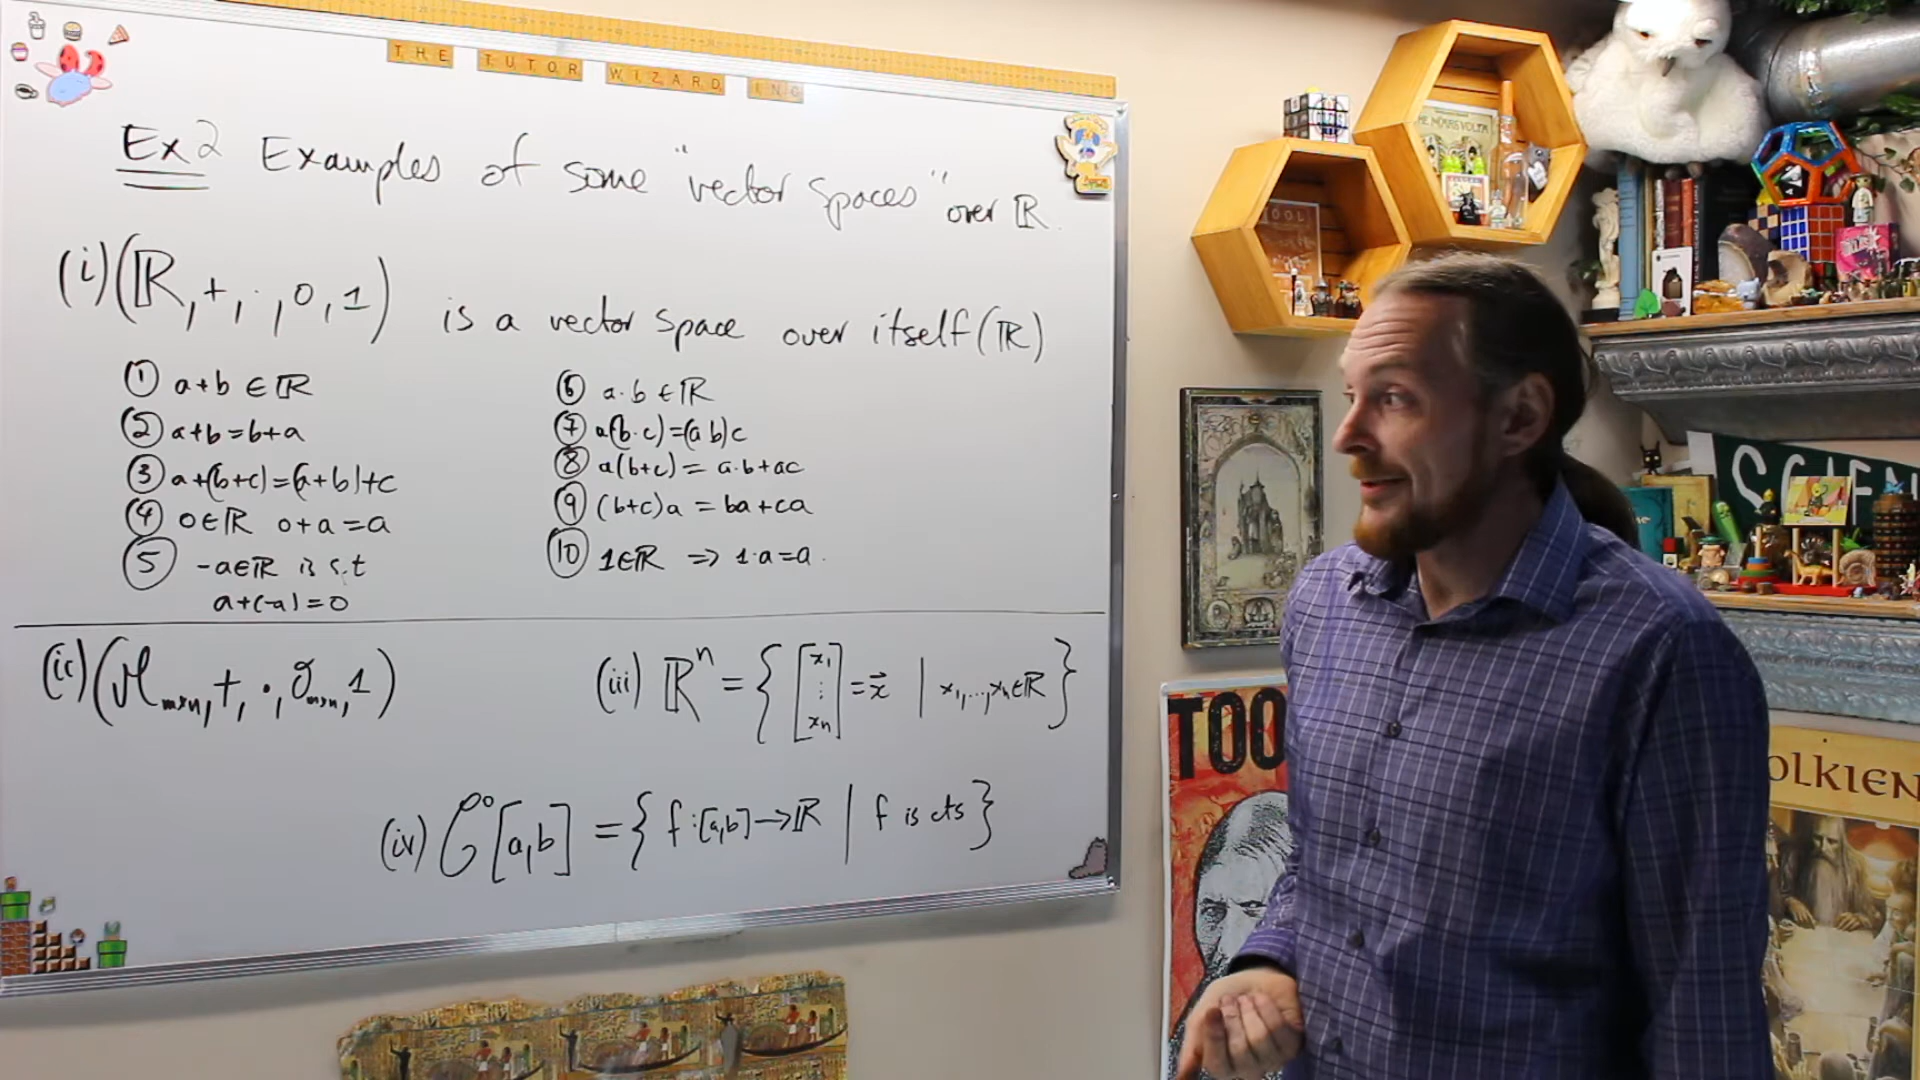 THE TUTOR WIZARD INC
Ex 2 Examples of some "vector spaces" over ℝ.
(i) (ℝ, +, ·, 0, 1) is a vector space over itself (ℝ)
① a+b ∈ ℝ
② a+b=b+a
③ a+(b+c)=(a+b)+c
④ 0∈ℝ 0+a=a
⑤ -a∈ℝ is s.t
a+(-a)=0
⑥ a·b ∈ ℝ
⑦ a(b·c)=(ab)c
⑧ a(b+c)= a·b+ac
⑨ (b+c)a = ba+ca
⑩ 1∈ℝ => 1·a=a.
(ii) (M_{m×n}, +, ·, 0_{m×n}, 1)
(iii) ℝⁿ = { [x₁ ⋮ xₙ] = x⃗ | x₁,...,xₙ∈ℝ }
(iv) C⁰[a,b] = { f:[a,b]→ℝ | f is cts }
TOOL
TOO
OLKIEN
SCIEN